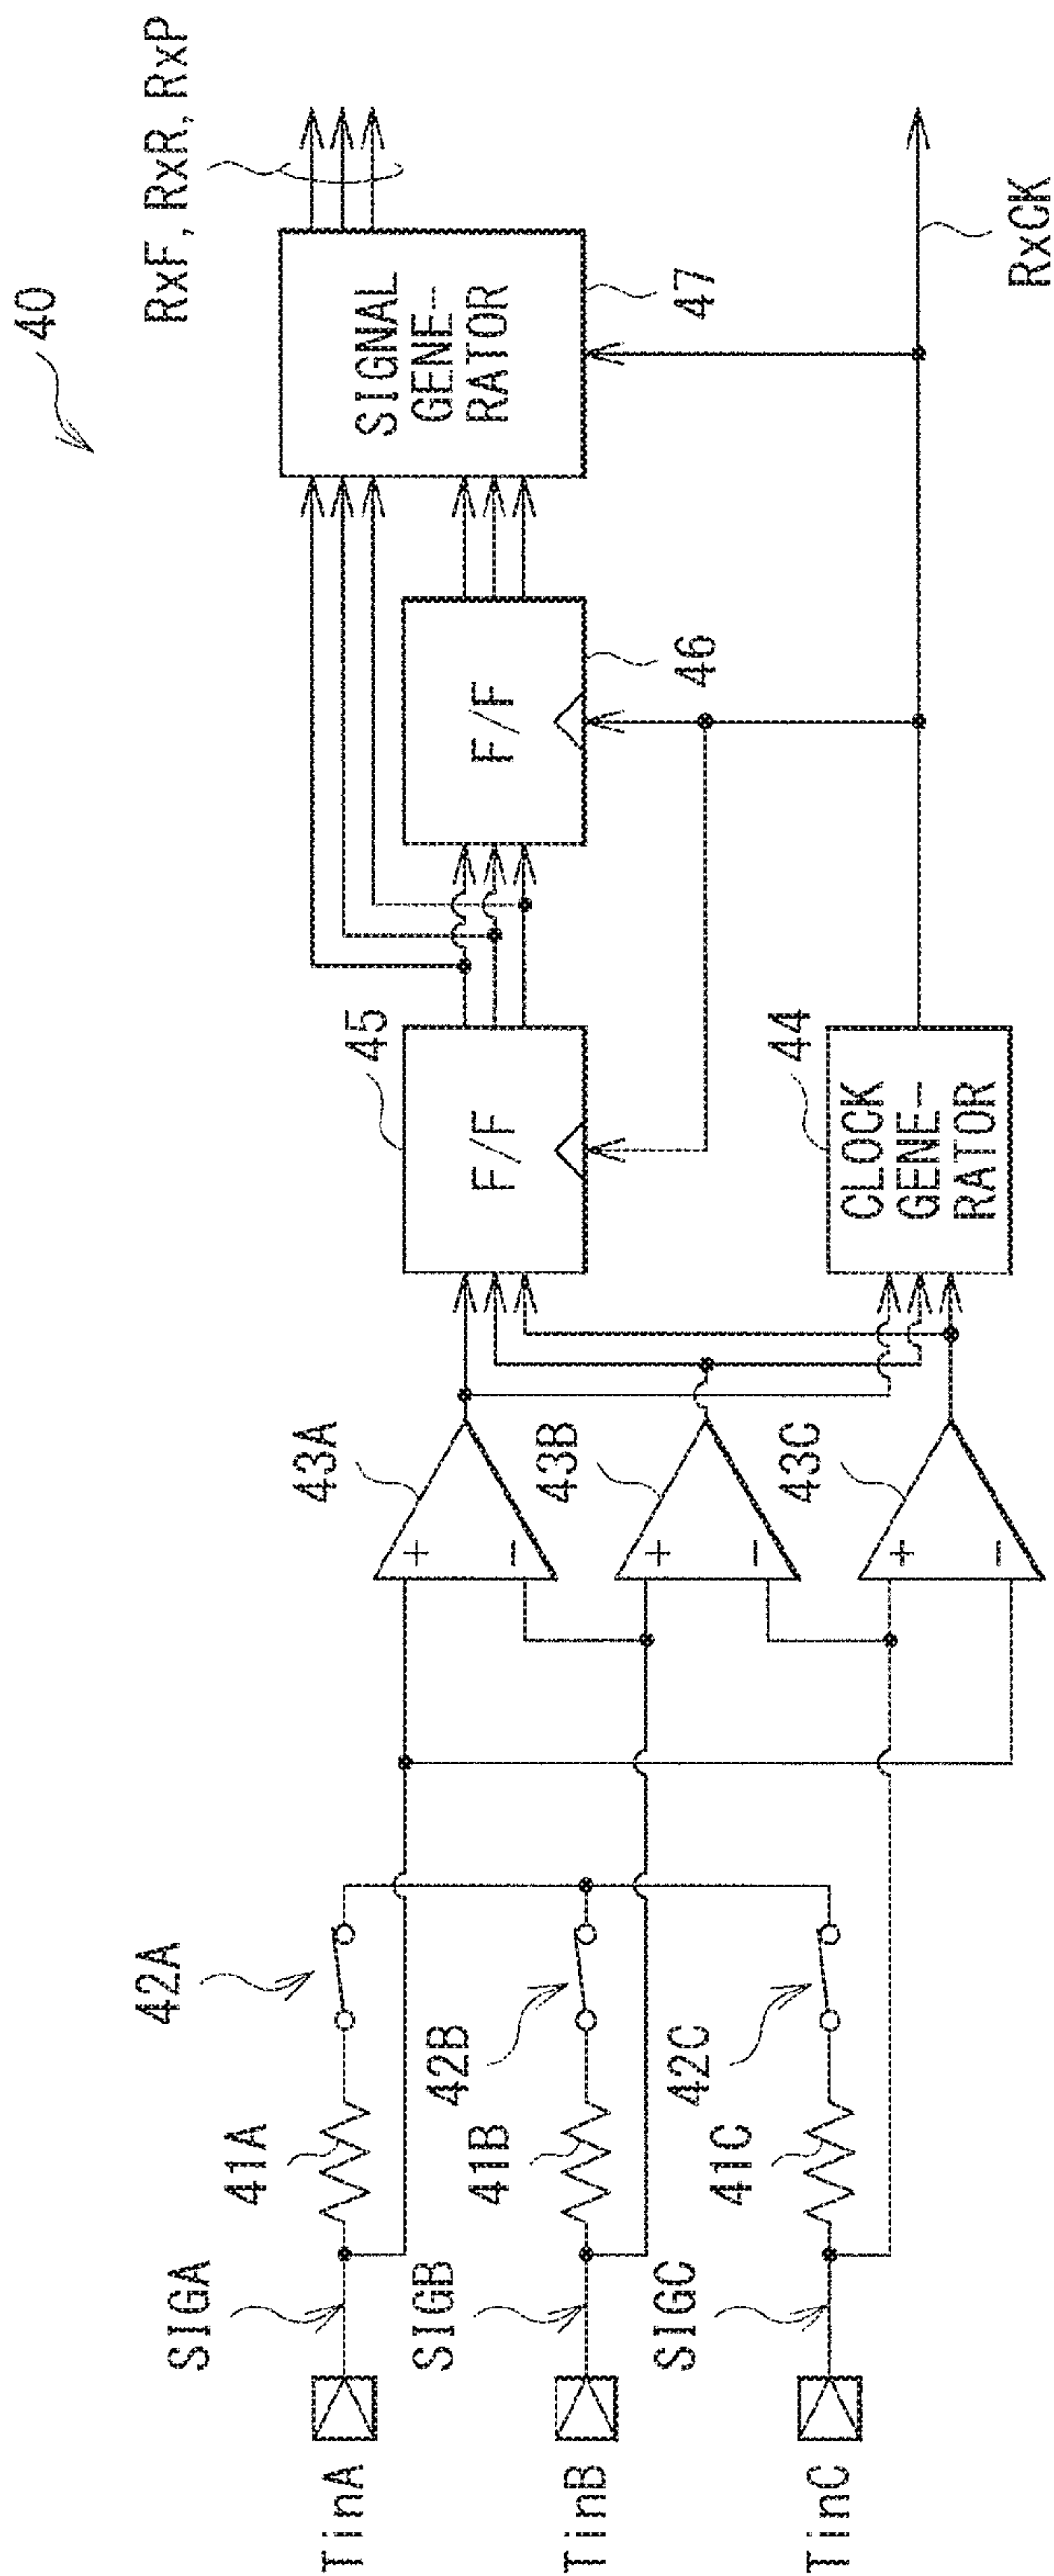 40
RxF, RxR, RxP
SIGNAL
GENE-
RATOR
47
F/F
46
F/F
45
CLOCK
GENE-
RATOR
44
RxCK
43A
+
−
43B
+
−
43C
+
−
42A
41A
SIGA
TinA
42B
41B
SIGB
TinB
42C
41C
SIGC
TinC